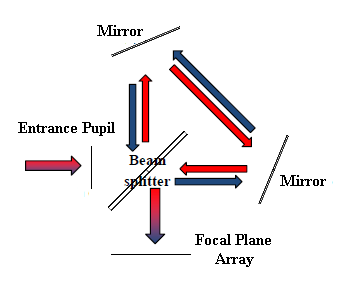 Mirror
Entrance Pupil
Beam
splitter
Mirror
Focal Plane
Array